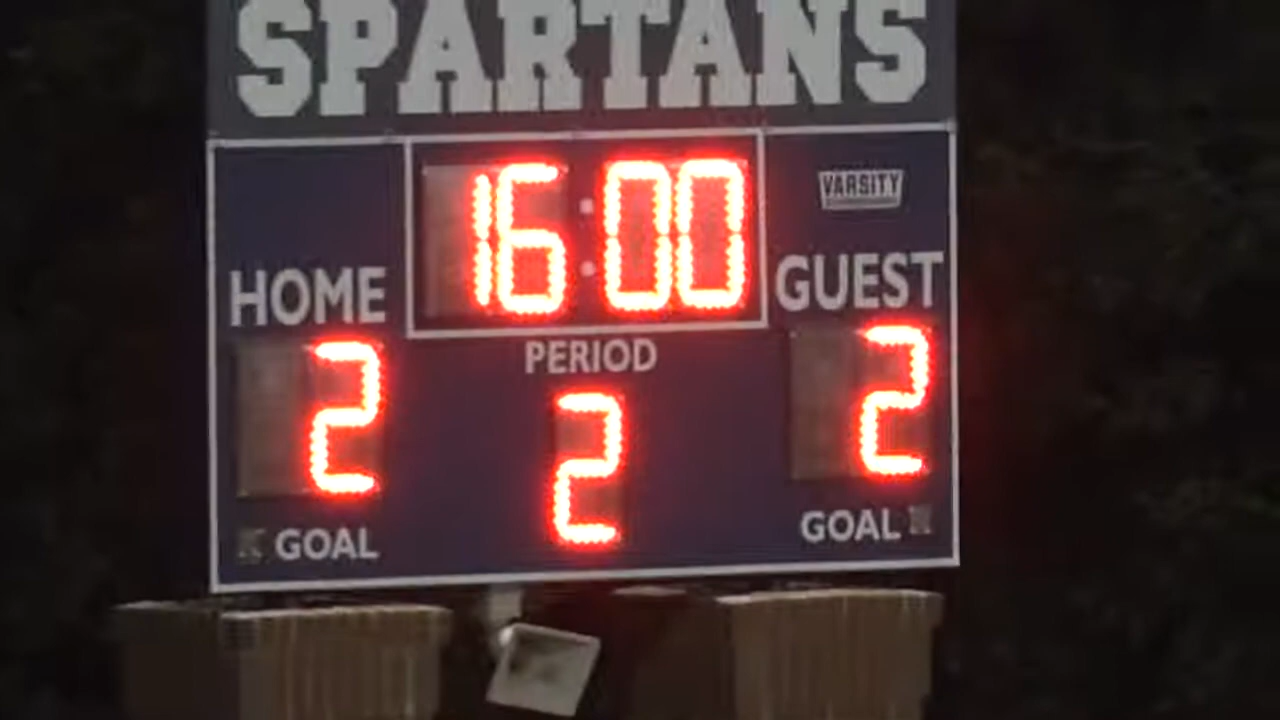 SPARTANS
16:00
VARSITY
HOME
GUEST
PERIOD
2
2
2
GOAL
GOAL